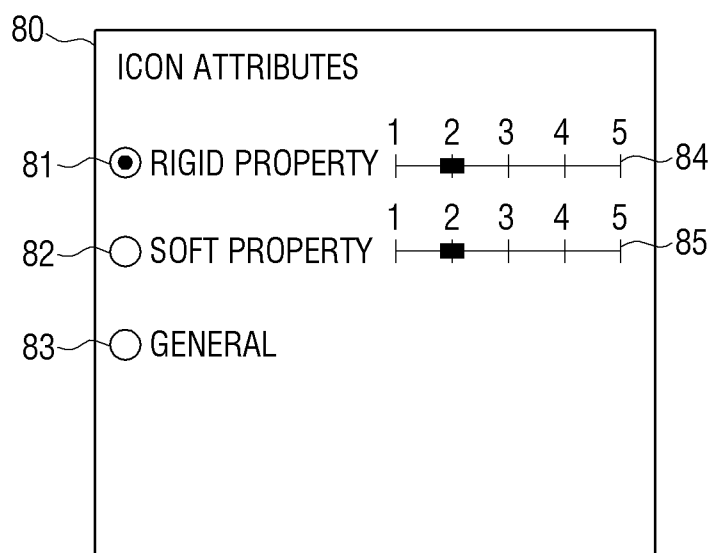 80
ICON ATTRIBUTES
1 2 3 4 5
81 RIGID PROPERTY 84
1 2 3 4 5
82 SOFT PROPERTY 85
83 GENERAL